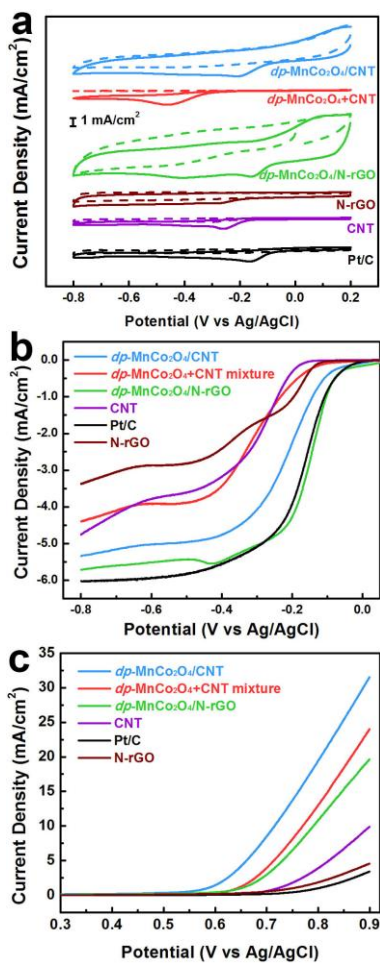 a
Current Density (mA/cm²)
dp-MnCo₂O₄/CNT
dp-MnCo₂O₄+CNT
1 mA/cm²
dp-MnCo₂O₄/N-rGO
N-rGO
CNT
Pt/C
-0.8 -0.6 -0.4 -0.2 0.0 0.2
Potential (V vs Ag/AgCl)
b
Current Density (mA/cm²)
0.0
-1.0
-2.0
-3.0
-4.0
-5.0
-6.0
dp-MnCo₂O₄/CNT
dp-MnCo₂O₄+CNT mixture
dp-MnCo₂O₄/N-rGO
CNT
Pt/C
N-rGO
-0.8 -0.6 -0.4 -0.2 0.0
Potential (V vs Ag/AgCl)
c
Current Density (mA/cm²)
35
30
25
20
15
10
5
0
dp-MnCo₂O₄/CNT
dp-MnCo₂O₄+CNT mixture
dp-MnCo₂O₄/N-rGO
CNT
Pt/C
N-rGO
0.3 0.4 0.5 0.6 0.7 0.8 0.9
Potential (V vs Ag/AgCl)